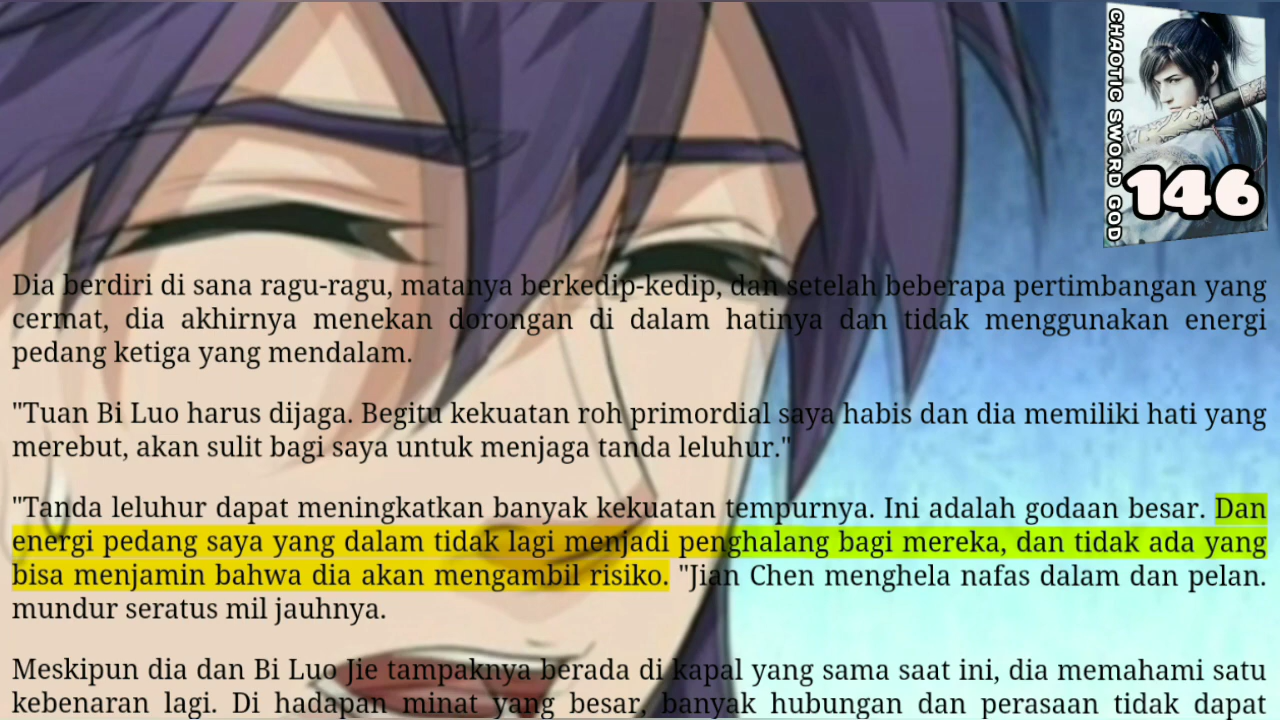 CHAOTIC SWORD GOD
146
Dia berdiri di sana ragu-ragu, matanya berkedip-kedip, dan setelah beberapa pertimbangan yang
cermat, dia akhirnya menekan dorongan di dalam hatinya dan tidak menggunakan energi
pedang ketiga yang mendalam.
"Tuan Bi Luo harus dijaga. Begitu kekuatan roh primordial saya habis dan dia memiliki hati yang
merebut, akan sulit bagi saya untuk menjaga tanda leluhur."
"Tanda leluhur dapat meningkatkan banyak kekuatan tempurnya. Ini adalah godaan besar. Dan
energi pedang saya yang dalam tidak lagi menjadi penghalang bagi mereka, dan tidak ada yang
bisa menjamin bahwa dia akan mengambil risiko. "Jian Chen menghela nafas dalam dan pelan.
mundur seratus mil jauhnya.
Meskipun dia dan Bi Luo Jie tampaknya berada di kapal yang sama saat ini, dia memahami satu
kebenaran lagi. Di hadapan minat yang besar, banyak hubungan dan perasaan tidak dapat